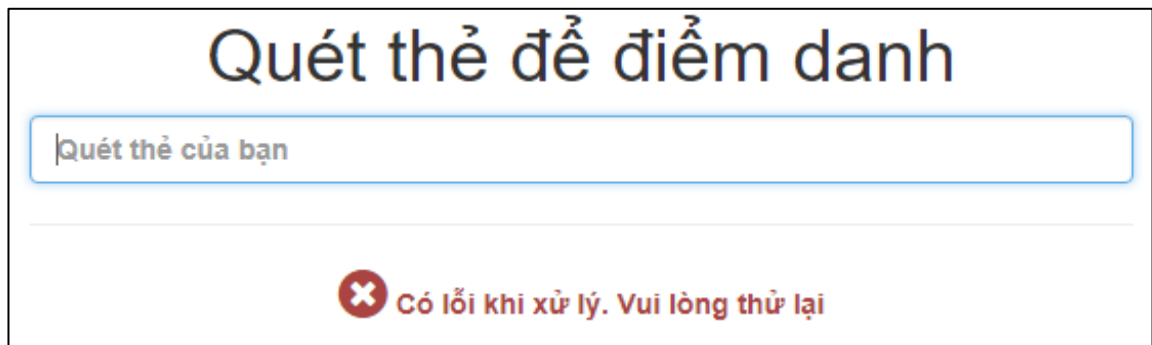 Quét thẻ để điểm danh
Quét thẻ của bạn
Có lỗi khi xử lý. Vui lòng thử lại